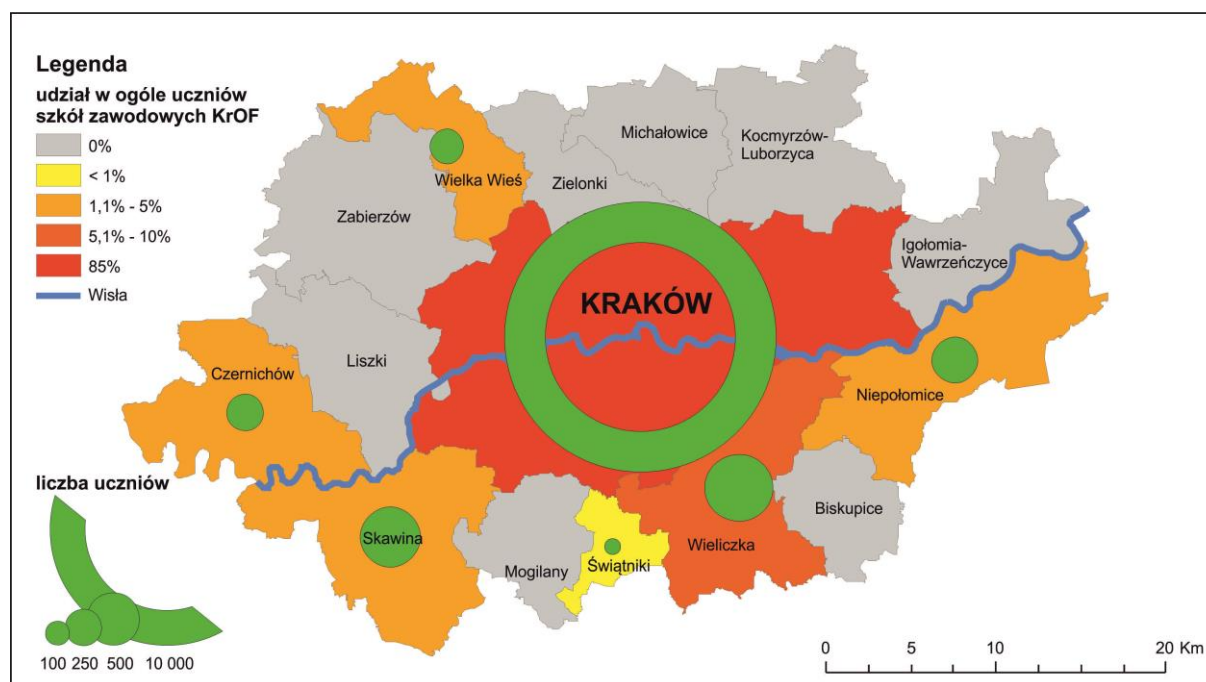 Legenda
udział w ogóle uczniów
szkół zawodowych KrOF
0%
< 1%
1,1% - 5%
5,1% - 10%
85%
Wisła
Michałowice
Kocmyrzów-
Luborzyca
Wielka Wieś
Zielonki
Zabierzów
Igołomia-
Wawrzeńczyce
KRAKÓW
Liszki
Czernichów
Niepołomice
liczba uczniów
Biskupice
Skawina
Wieliczka
Świątniki
Mogilany
100 250 500 10 000
0 5 10 20 Km